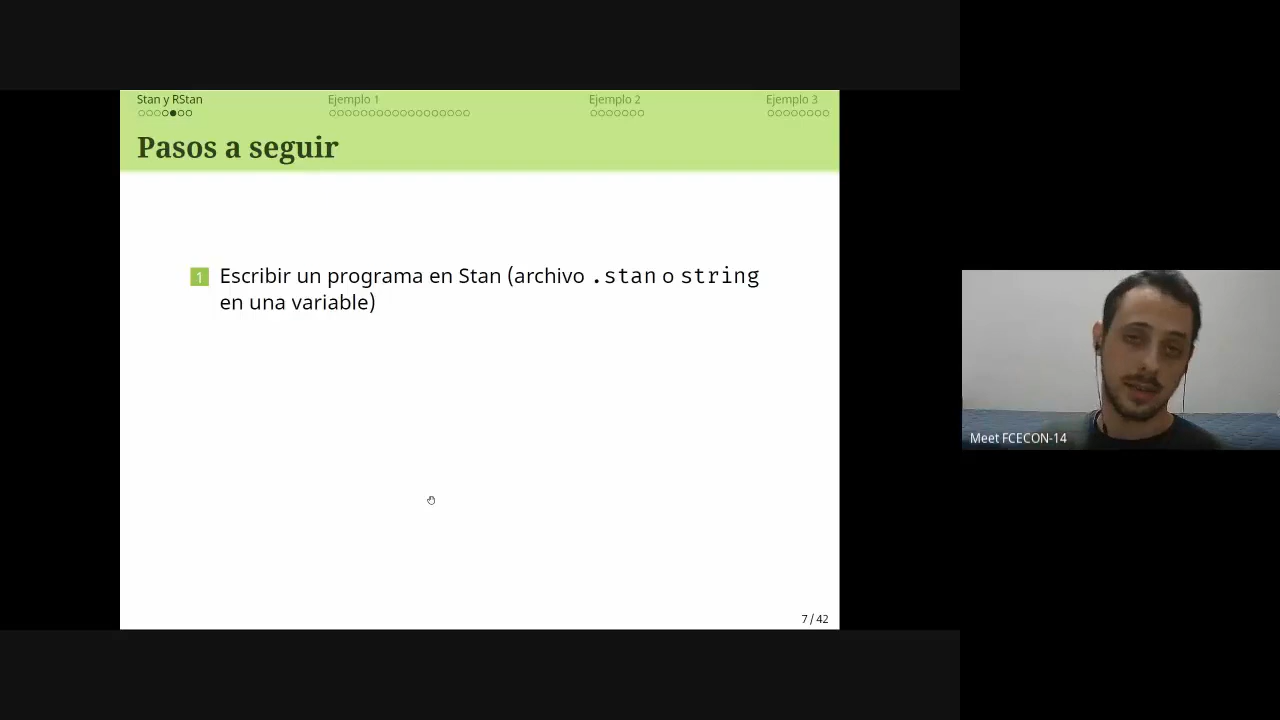 Stan y RStan
Ejemplo 1
Ejemplo 2
Ejemplo 3
Pasos a seguir
1 Escribir un programa en Stan (archivo .stan o string
en una variable)
Meet FCECON-14
7 / 42